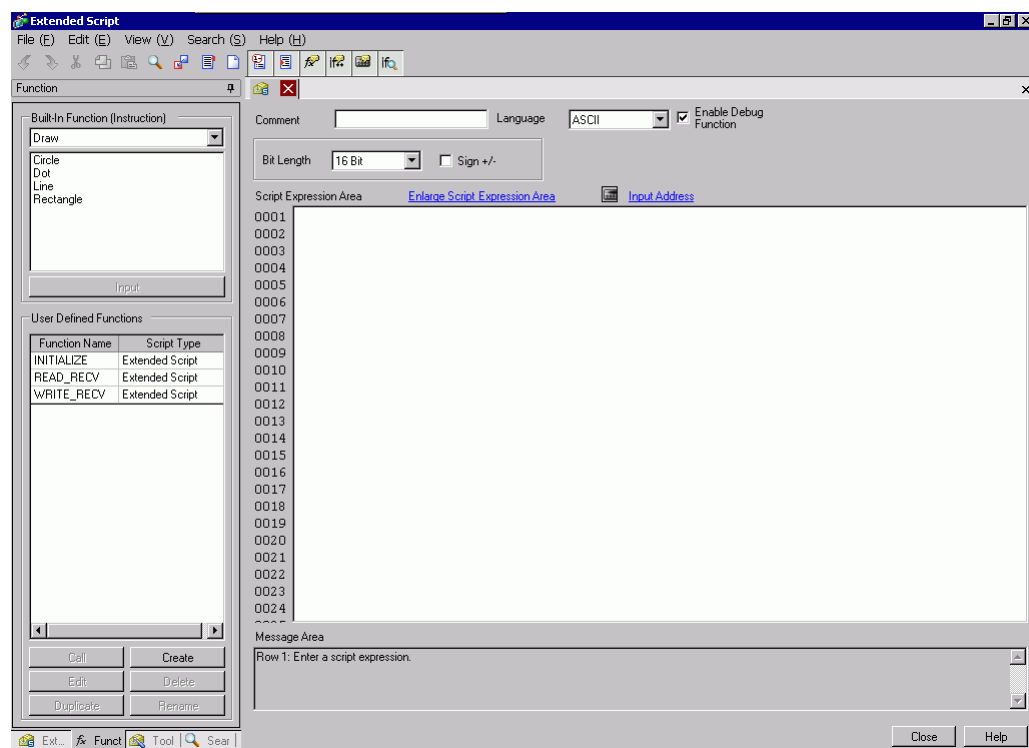 Extended Script
File (F) Edit (E) View (V) Search (S) Help (H)
Function
Built-In Function (Instruction)
Draw
Circle
Dot
Line
Rectangle
Input
User Defined Functions
Function Name Script Type
INITIALIZE Extended Script
READ_RECV Extended Script
WRITE_RECV Extended Script
Call Create
Edit Delete
Duplicate Rename
Ext... fx Funct Tool Sear
Comment Language ASCII Enable Debug Function
Bit Length 16 Bit Sign +/-
Script Expression Area Enlarge Script Expression Area Input Address
0001
0002
0003
0004
0005
0006
0007
0008
0009
0010
0011
0012
0013
0014
0015
0016
0017
0018
0019
0020
0021
0022
0023
0024
Message Area
Row 1: Enter a script expression.
Close Help